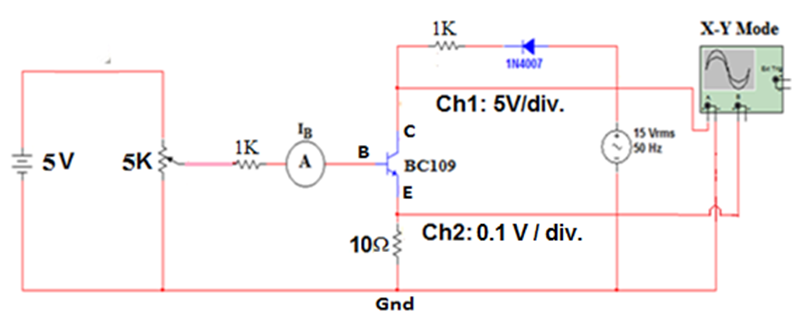 1K
X-Y Mode
1N4007
Ch1: 5V/div.
A
B
C
15 Vrms
50 Hz
5V
5K
1K
IB
A
B
BC109
E
10Ω
Ch2: 0.1 V / div.
Gnd